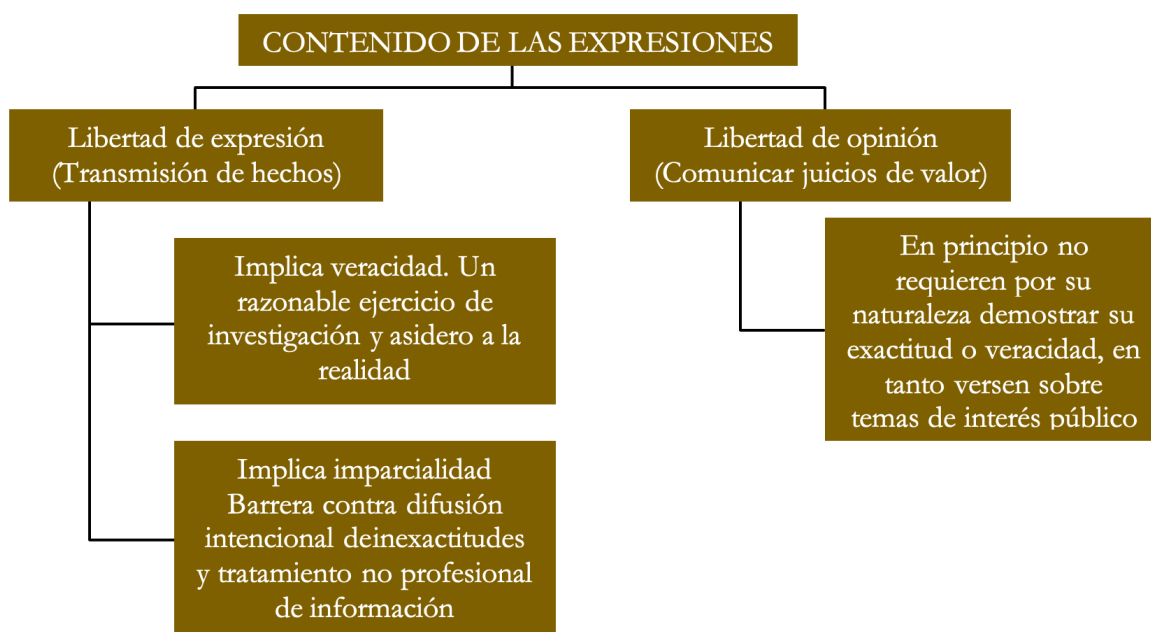 CONTENIDO DE LAS EXPRESIONES
Libertad de expresión
(Transmisión de hechos)
Implica veracidad. Un
razonable ejercicio de
investigación y asidero a la
realidad
Implica imparcialidad
Barrera contra difusión
intencional deinexactitudes
y tratamiento no profesional
de información
Libertad de opinión
(Comunicar juicios de valor)
En principio no
requieren por su
naturaleza demostrar su
exactitud o veracidad, en
tanto versen sobre
temas de interés público